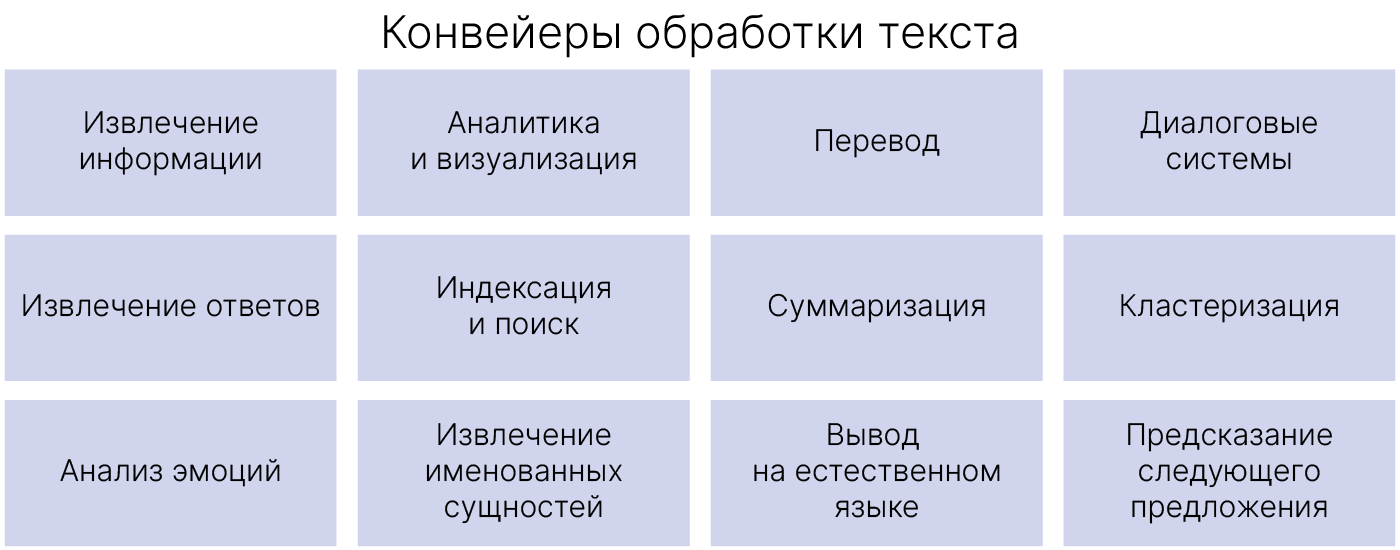 Конвейеры обработки текста
Извлечение
информации
Аналитика
и визуализация
Перевод
Диалоговые
системы
Извлечение ответов
Индексация
и поиск
Суммаризация
Кластеризация
Анализ эмоций
Извлечение
именованных
сущностей
Вывод
на естественном
языке
Предсказание
следующего
предложения